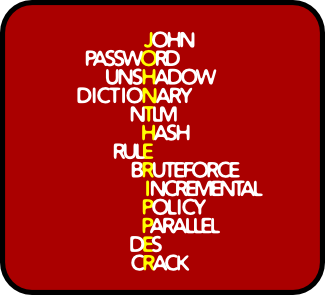 JOHN
PASSWORD
UNSHADOW
DICTIONARY
NTLM
HASH
RULE
BRUTEFORCE
INCREMENTAL
POLICY
PARALLEL
DES
CRACK